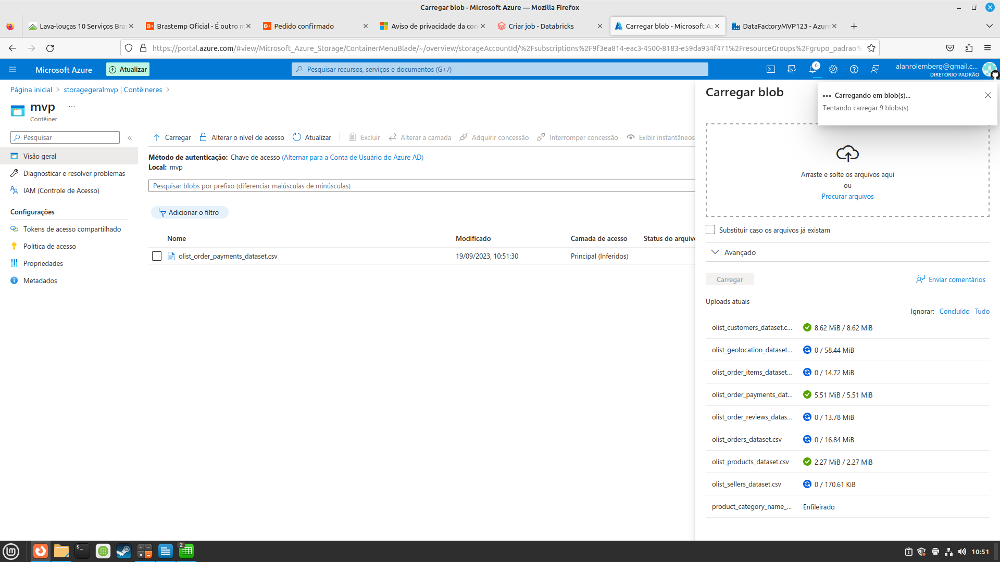 Carregar blob - Microsoft Azure — Mozilla Firefox
Lava-louças 10 Serviços Bra
Brastemp Oficial - É outro n
Pedido confirmado
Aviso de privacidade da con
Criar job - Databricks
Carregar blob - Microsoft Az
DataFactoryMVP123 - Azure
https://portal.azure.com/#view/Microsoft_Azure_Storage/ContainerMenuBlade/~/overview/storageAccountId/%2Fsubscriptions%2F9f3ea814-eac3-4500-8183-e59da934f471%2FresourceGroups%2Fgrupo_padrao%
Microsoft Azure
Atualizar
Pesquisar recursos, serviços e documentos (G+/)
6
alanrolemberg@gmail.c...
DIRETÓRIO PADRÃO
Página inicial
storagegeralmvp | Contêineres
mvp
...
Contêiner
Pesquisar
«
Visão geral
Diagnosticar e resolver problemas
IAM (Controle de Acesso)
Configurações
Tokens de acesso compartilhado
Política de acesso
Propriedades
Metadados
Carregar
Alterar o nível de acesso
Atualizar
Excluir
Alterar a camada
Adquirir concessão
Interromper concessão
Exibir instantâneos
Método de autenticação: Chave de acesso (Alternar para a Conta de Usuário do Azure AD)
Local: mvp
Pesquisar blobs por prefixo (diferenciar maiúsculas de minúsculas)
Adicionar o filtro
Nome Modificado Camada de acesso Status do arquivo
olist_order_payments_dataset.csv 19/09/2023, 10:51:30 Principal (Inferidos)
Carregar blob
Carregando em blob(s)...
Tentando carregar 9 blobs(s)
Arraste e solte os arquivos aqui
ou
Procurar arquivos
Substituir caso os arquivos já existam
Avançado
Carregar
Enviar comentários
Uploads atuais
Ignorar: Concluído Tudo
olist_customers_dataset.c... 8.62 MiB / 8.62 MiB
olist_geolocation_dataset... 0 / 58.44 MiB
olist_order_items_dataset... 0 / 14.72 MiB
olist_order_payments_dat... 5.51 MiB / 5.51 MiB
olist_order_reviews_datas... 0 / 13.78 MiB
olist_orders_dataset.csv 0 / 16.84 MiB
olist_products_dataset.csv 2.27 MiB / 2.27 MiB
olist_sellers_dataset.csv 0 / 170.61 KiB
product_category_name_... Enfileirado
2
10:51